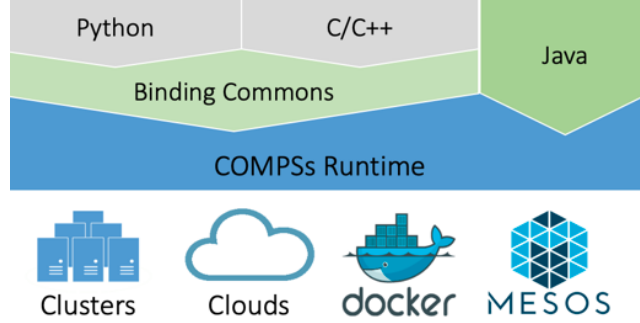 Python
C/C++
Java
Binding Commons
COMPSs Runtime
Clusters
Clouds
docker
MESOS